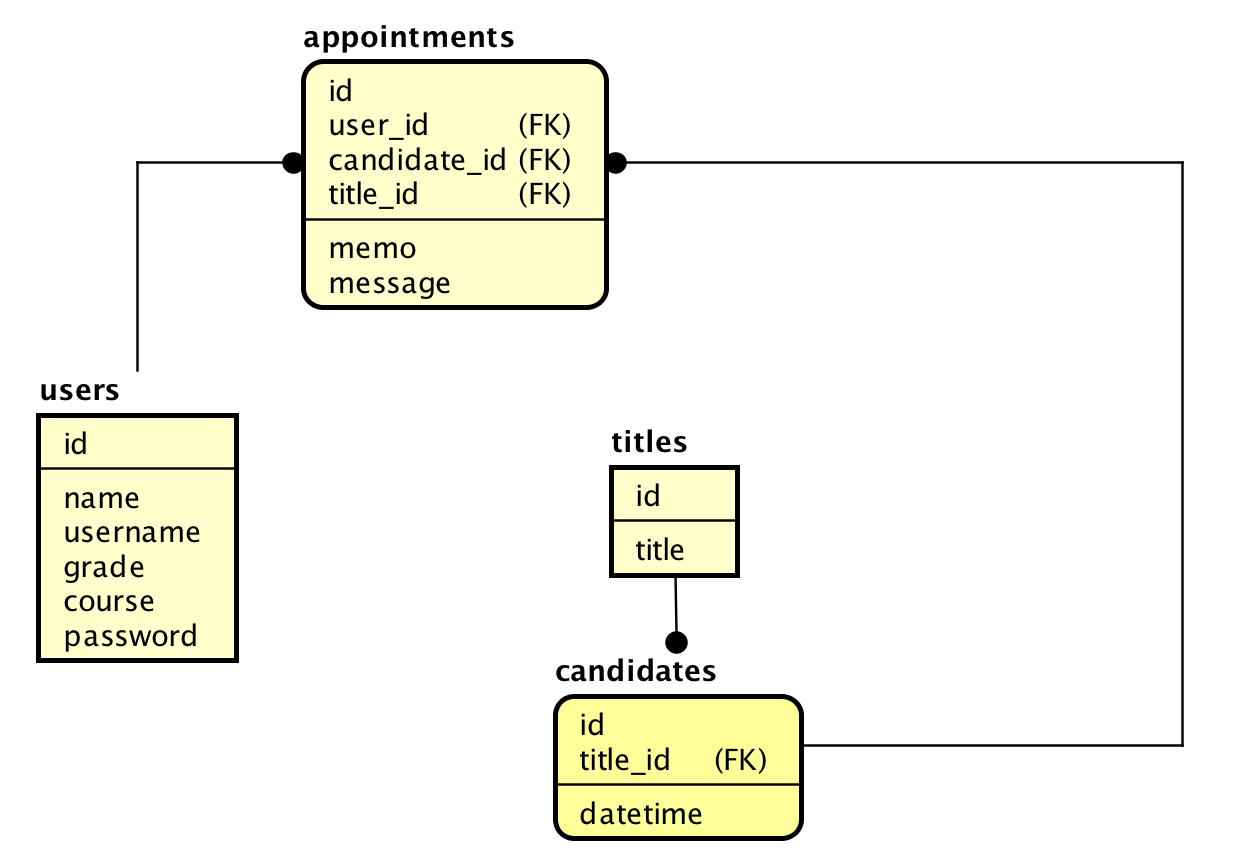 appointments
id
user_id (FK)
candidate_id (FK)
title_id (FK)
memo
message
users
id
name
username
grade
course
password
titles
id
title
candidates
id
title_id (FK)
datetime